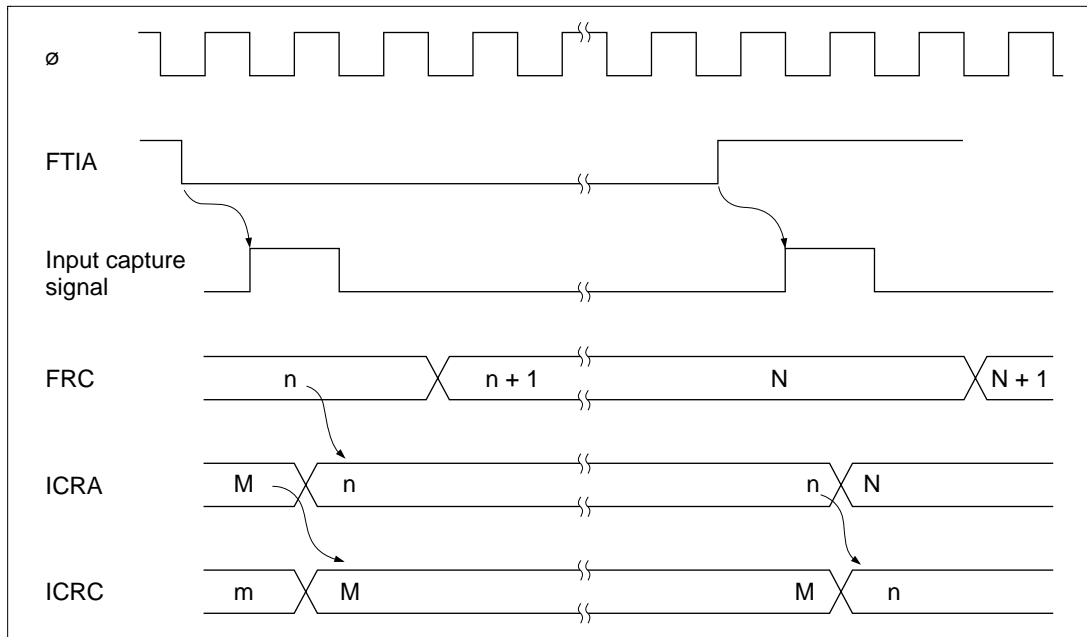 ø
FTIA
Input capture
signal
FRC n n + 1 N N + 1
ICRA M n n N
ICRC m M M n